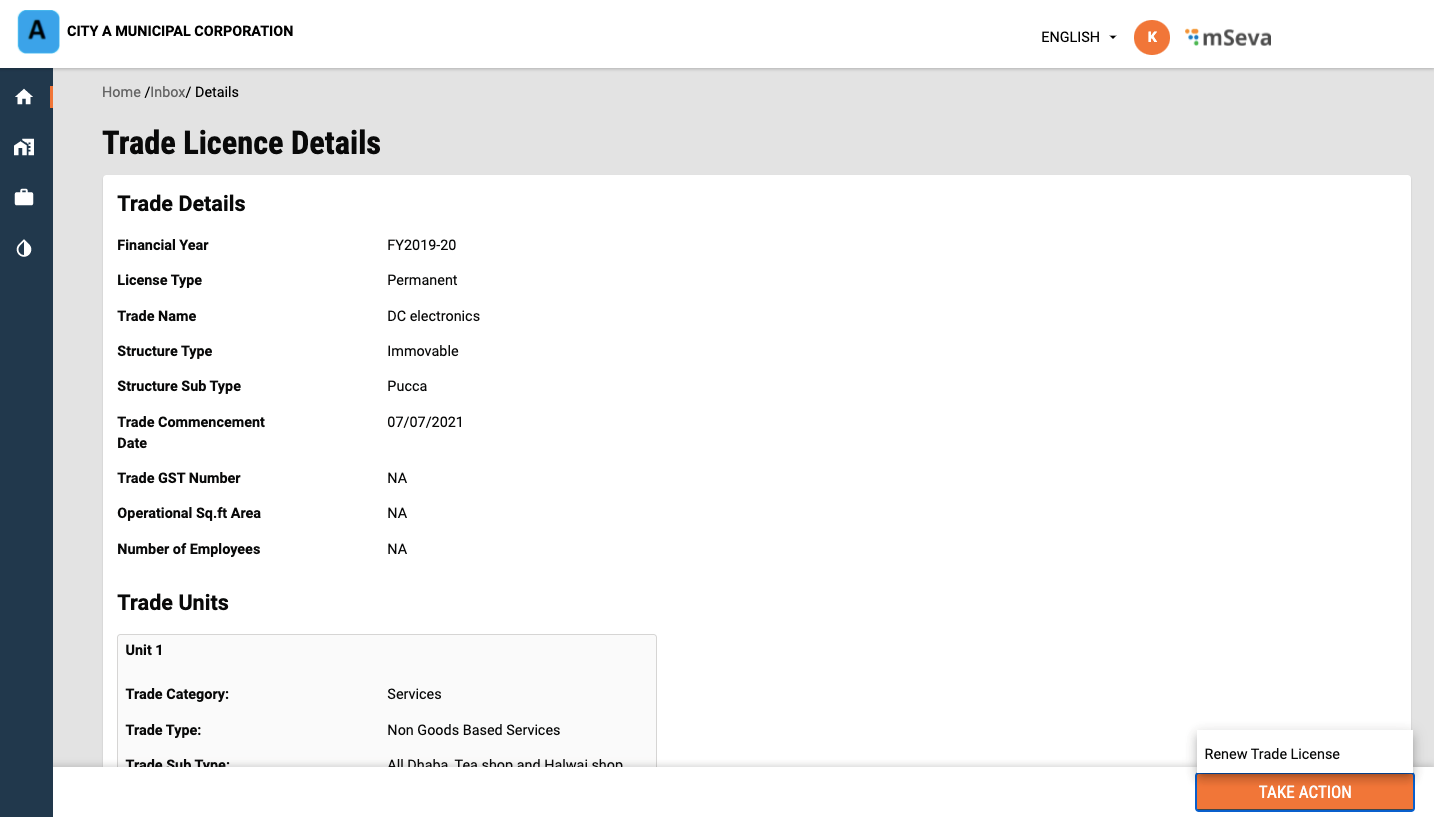 A CITY A MUNICIPAL CORPORATION
ENGLISH K mSeva
Home /Inbox/ Details
Trade Licence Details
Trade Details
Financial Year FY2019-20
License Type Permanent
Trade Name DC electronics
Structure Type Immovable
Structure Sub Type Pucca
Trade Commencement Date 07/07/2021
Trade GST Number NA
Operational Sq.ft Area NA
Number of Employees NA
Trade Units
Unit 1
Trade Category: Services
Trade Type: Non Goods Based Services
Trade Sub Type: All Dhaba, Tea shop and Halwai shop
Renew Trade License
TAKE ACTION